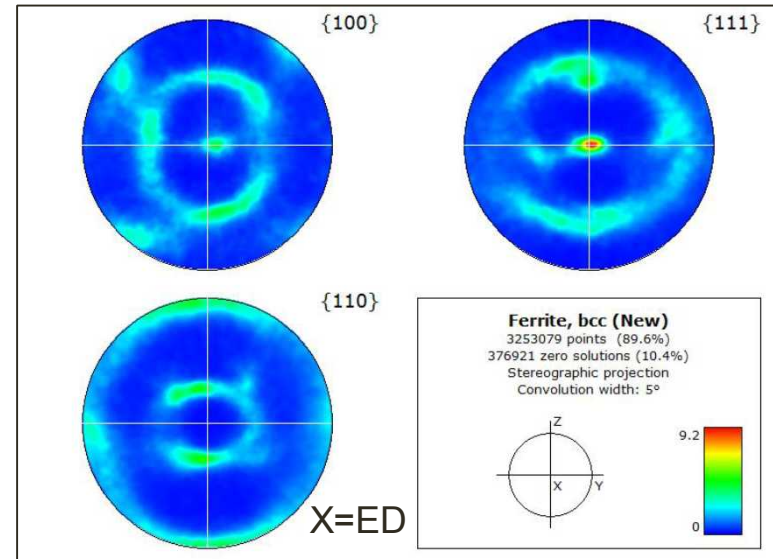 {100}
{111}
{110}
X=ED
Ferrite, bcc (New)
3253079 points (89.6%)
376921 zero solutions (10.4%)
Stereographic projection
Convolution width: 5º
Z
X
Y
9.2
0